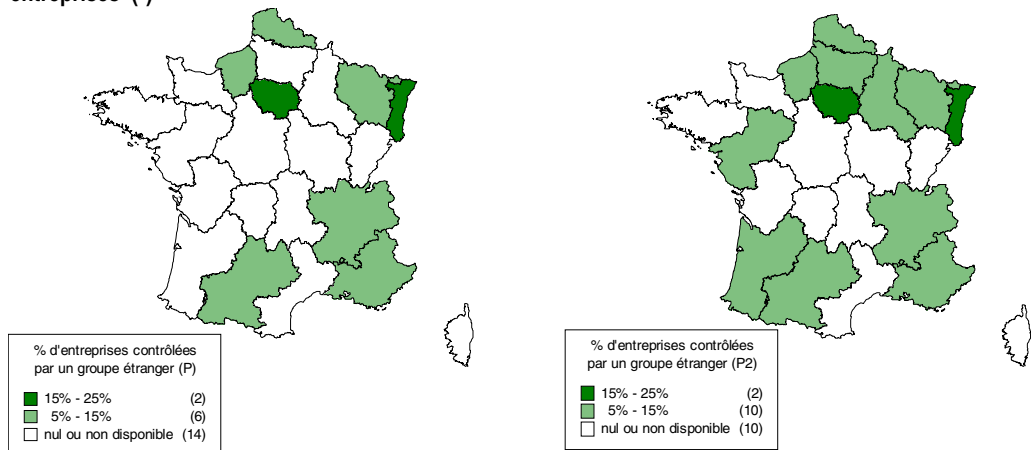 % d'entreprises contrôlées
par un groupe étranger (P)
15% - 25% (2)
5% - 15% (6)
nul ou non disponible (14)
% d'entreprises contrôlées
par un groupe étranger (P2)
15% - 25% (2)
5% - 15% (10)
nul ou non disponible (10)